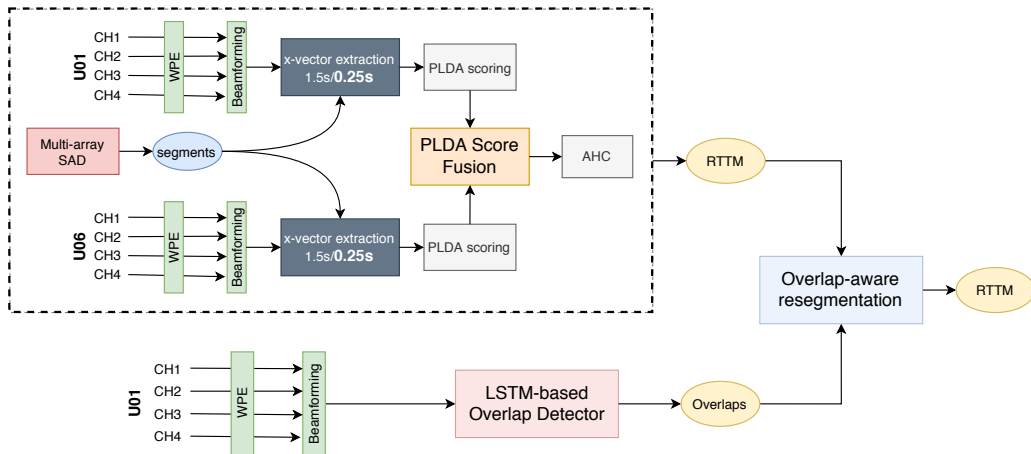 U01
CH1
CH2
CH3
CH4
WPE
Beamforming
x-vector extraction
1.5s/0.25s
PLDA scoring
Multi-array
SAD
segments
PLDA Score
Fusion
AHC
RTTM
U06
CH1
CH2
CH3
CH4
WPE
Beamforming
x-vector extraction
1.5s/0.25s
PLDA scoring
Overlap-aware
resegmentation
RTTM
U01
CH1
CH2
CH3
CH4
WPE
Beamforming
LSTM-based
Overlap Detector
Overlaps